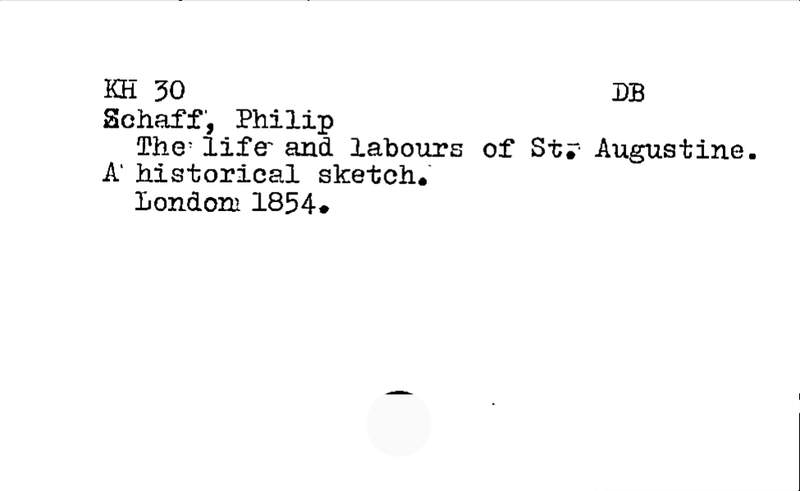 KH 30 DB
Schaff, Philip
The life and labours of St. Augustine.
A historical sketch.
London 1854.